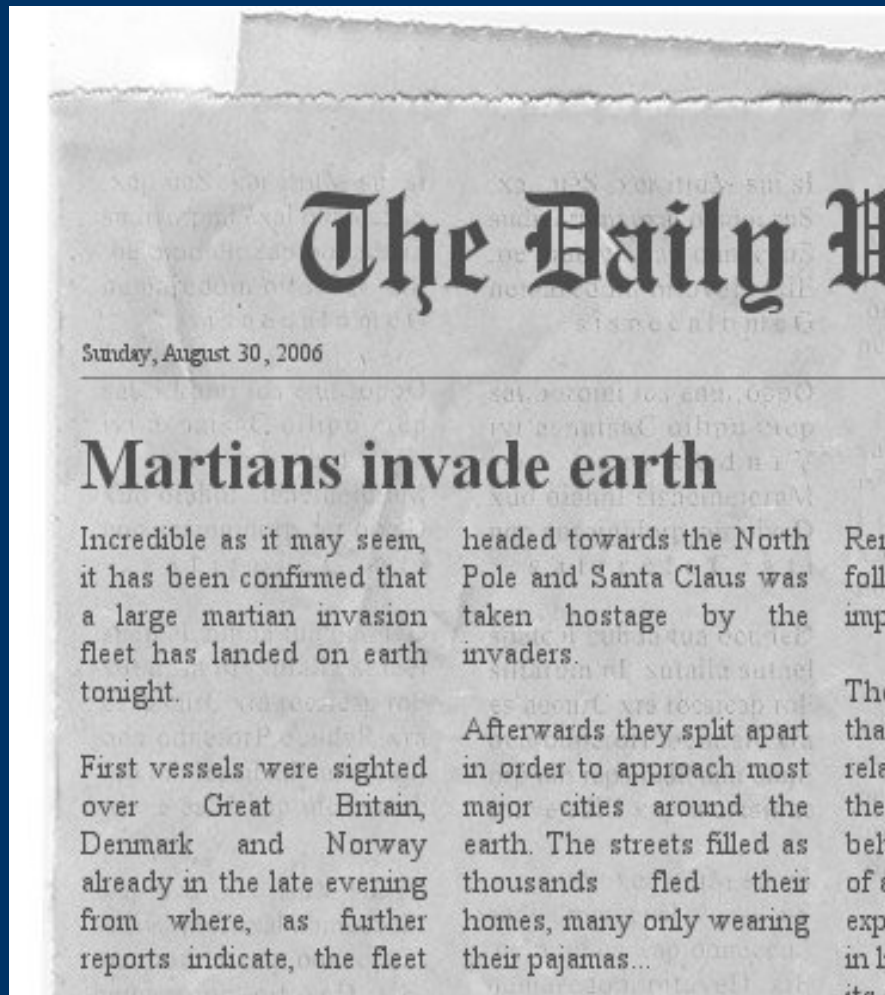 The Daily
Sunday, August 30, 2006
Martians invade earth
Incredible as it may seem,
it has been confirmed that
a large martian invasion
fleet has landed on earth
tonight.
First vessels were sighted
over Great Britain,
Denmark and Norway
already in the late evening
from where, as further
reports indicate, the fleet
headed towards the North
Pole and Santa Claus was
taken hostage by the
invaders.
Afterwards they split apart
in order to approach most
major cities around the
earth. The streets filled as
thousands fled their
homes, many only wearing
their pajamas...